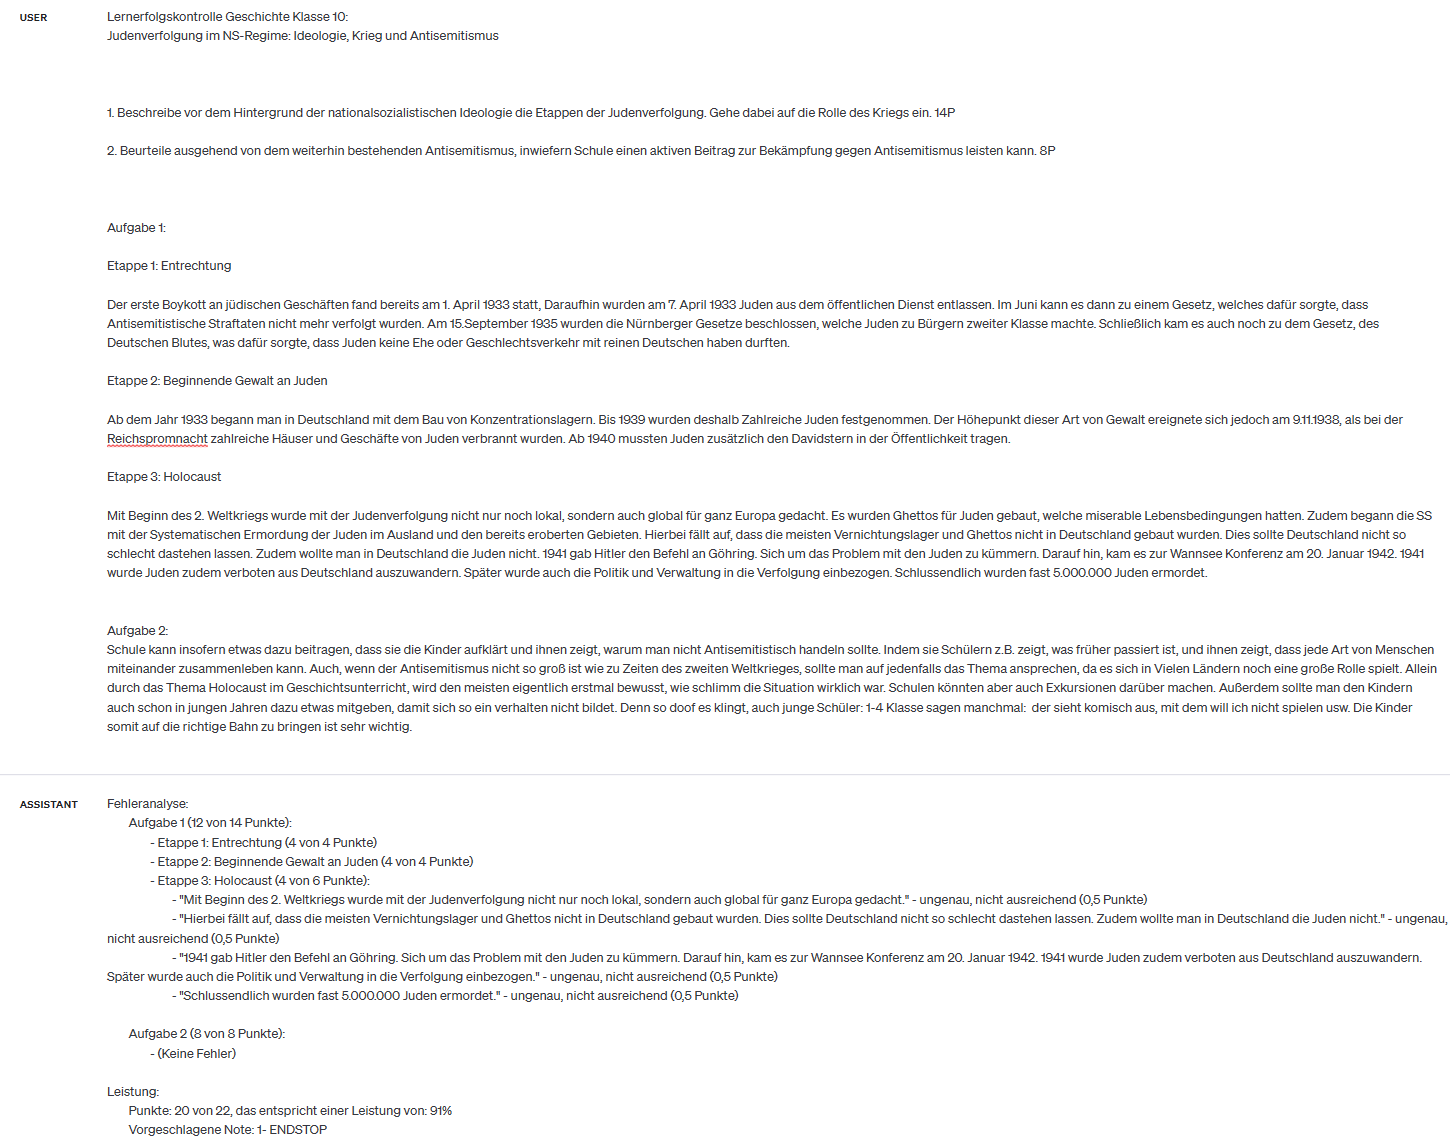 USER
Lernerfolgskontrolle Geschichte Klasse 10:
Judenverfolgung im NS-Regime: Ideologie, Krieg und Antisemitismus
1. Beschreibe vor dem Hintergrund der nationalsozialistischen Ideologie die Etappen der Judenverfolgung. Gehe dabei auf die Rolle des Kriegs ein. 14P
2. Beurteile ausgehend von dem weiterhin bestehenden Antisemitismus, inwiefern Schule einen aktiven Beitrag zur Bekämpfung gegen Antisemitismus leisten kann. 8P
Aufgabe 1:
Etappe 1: Entrechtung
Der erste Boykott an jüdischen Geschäften fand bereits am 1. April 1933 statt, Daraufhin wurden am 7. April 1933 Juden aus dem öffentlichen Dienst entlassen. Im Juni kann es dann zu einem Gesetz, welches dafür sorgte, dass
Antisemitistische Straftaten nicht mehr verfolgt wurden. Am 15.September 1935 wurden die Nürnberger Gesetze beschlossen, welche Juden zu Bürgern zweiter Klasse machte. Schließlich kam es auch noch zu dem Gesetz, des
Deutschen Blutes, was dafür sorgte, dass Juden keine Ehe oder Geschlechtsverkehr mit reinen Deutschen haben durften.
Etappe 2: Beginnende Gewalt an Juden
Ab dem Jahr 1933 begann man in Deutschland mit dem Bau von Konzentrationslagern. Bis 1939 wurden deshalb Zahlreiche Juden festgenommen. Der Höhepunkt dieser Art von Gewalt ereignete sich jedoch am 9.11.1938, als bei der
Reichspromnacht zahlreiche Häuser und Geschäfte von Juden verbrannt wurden. Ab 1940 mussten Juden zusätzlich den Davidstern in der Öffentlichkeit tragen.
Etappe 3: Holocaust
Mit Beginn des 2. Weltkriegs wurde mit der Judenverfolgung nicht nur noch lokal, sondern auch global für ganz Europa gedacht. Es wurden Ghettos für Juden gebaut, welche miserable Lebensbedingungen hatten. Zudem begann die SS
mit der Systematischen Ermordung der Juden im Ausland und den bereits eroberten Gebieten. Hierbei fällt auf, dass die meisten Vernichtungslager und Ghettos nicht in Deutschland gebaut wurden. Dies sollte Deutschland nicht so
schlecht dastehen lassen. Zudem wollte man in Deutschland die Juden nicht. 1941 gab Hitler den Befehl an Göhring. Sich um das Problem mit den Juden zu kümmern. Darauf hin, kam es zur Wannsee Konferenz am 20. Januar 1942. 1941
wurde Juden zudem verboten aus Deutschland auszuwandern. Später wurde auch die Politik und Verwaltung in die Verfolgung einbezogen. Schlussendlich wurden fast 5.000.000 Juden ermordet.
Aufgabe 2:
Schule kann insofern etwas dazu beitragen, dass sie die Kinder aufklärt und ihnen zeigt, warum man nicht Antisemitistisch handeln sollte. Indem sie Schülern z.B. zeigt, was früher passiert ist, und ihnen zeigt, dass jede Art von Menschen
miteinander zusammenleben kann. Auch, wenn der Antisemitismus nicht so groß ist wie zu Zeiten des zweiten Weltkrieges, sollte man auf jedenfalls das Thema ansprechen, da es sich in Vielen Ländern noch eine große Rolle spielt. Allein
durch das Thema Holocaust im Geschichtsunterricht, wird den meisten eigentlich erstmal bewusst, wie schlimm die Situation wirklich war. Schulen könnten aber auch Exkursionen darüber machen. Außerdem sollte man den Kindern
auch schon in jungen Jahren dazu etwas mitgeben, damit sich so ein verhalten nicht bildet. Denn so doof es klingt, auch junge Schüler: 1-4 Klasse sagen manchmal:  der sieht komisch aus, mit dem will ich nicht spielen usw. Die Kinder
somit auf die richtige Bahn zu bringen ist sehr wichtig.
ASSISTANT
Fehleranalyse:
Aufgabe 1 (12 von 14 Punkte):
- Etappe 1: Entrechtung (4 von 4 Punkte)
- Etappe 2: Beginnende Gewalt an Juden (4 von 4 Punkte)
- Etappe 3: Holocaust (4 von 6 Punkte):
- "Mit Beginn des 2. Weltkriegs wurde mit der Judenverfolgung nicht nur noch lokal, sondern auch global für ganz Europa gedacht." - ungenau, nicht ausreichend (0,5 Punkte)
- "Hierbei fällt auf, dass die meisten Vernichtungslager und Ghettos nicht in Deutschland gebaut wurden. Dies sollte Deutschland nicht so schlecht dastehen lassen. Zudem wollte man in Deutschland die Juden nicht." - ungenau,
nicht ausreichend (0,5 Punkte)
- "1941 gab Hitler den Befehl an Göhring. Sich um das Problem mit den Juden zu kümmern. Darauf hin, kam es zur Wannsee Konferenz am 20. Januar 1942. 1941 wurde Juden zudem verboten aus Deutschland auszuwandern.
Später wurde auch die Politik und Verwaltung in die Verfolgung einbezogen." - ungenau, nicht ausreichend (0,5 Punkte)
- "Schlussendlich wurden fast 5.000.000 Juden ermordet." - ungenau, nicht ausreichend (0,5 Punkte)
Aufgabe 2 (8 von 8 Punkte):
- (Keine Fehler)
Leistung:
Punkte: 20 von 22, das entspricht einer Leistung von: 91%
Vorgeschlagene Note: 1- ENDSTOP